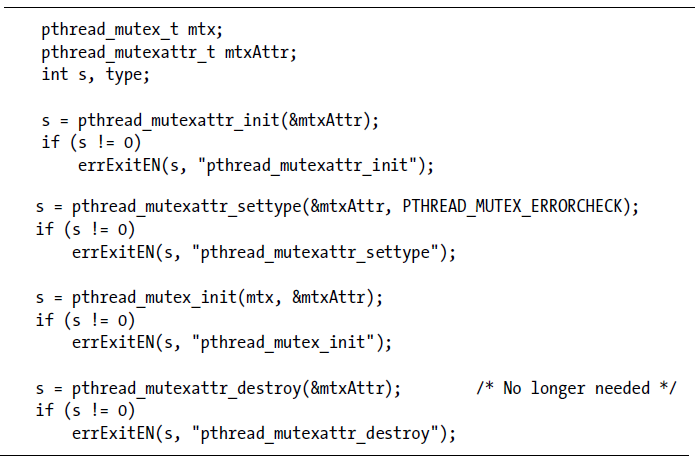 pthread_mutex_t mtx;
pthread_mutexattr_t mtxAttr;
int s, type;
s = pthread_mutexattr_init(&mtxAttr);
if (s != 0)
errExitEN(s, "pthread_mutexattr_init");
s = pthread_mutexattr_settype(&mtxAttr, PTHREAD_MUTEX_ERRORCHECK);
if (s != 0)
errExitEN(s, "pthread_mutexattr_settype");
s = pthread_mutex_init(mtx, &mtxAttr);
if (s != 0)
errExitEN(s, "pthread_mutex_init");
s = pthread_mutexattr_destroy(&mtxAttr); /* No longer needed */
if (s != 0)
errExitEN(s, "pthread_mutexattr_destroy");